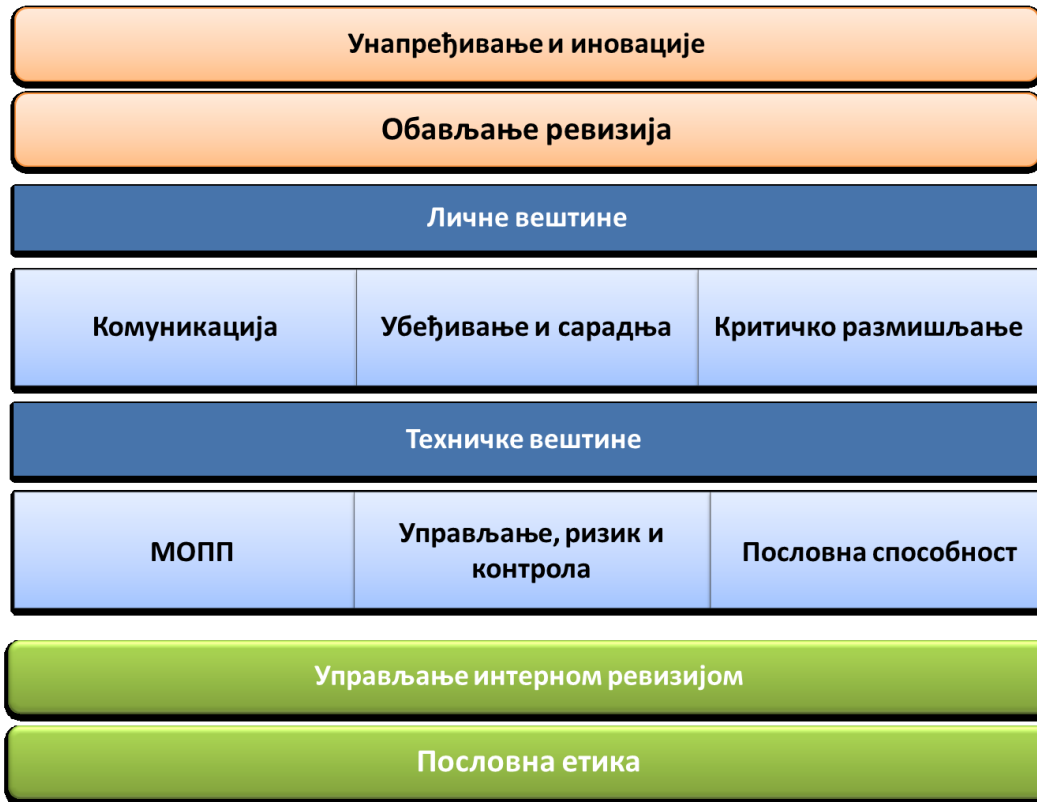 Унапређивање и иновације
Обављање ревизија
Личне вештине
Комуникација
Убеђивање и сарадња
Критичко размишљање
Техничке вештине
МОПП
Управљање, ризик и
контрола
Пословна способност
Управљање интерном ревизијом
Пословна етика